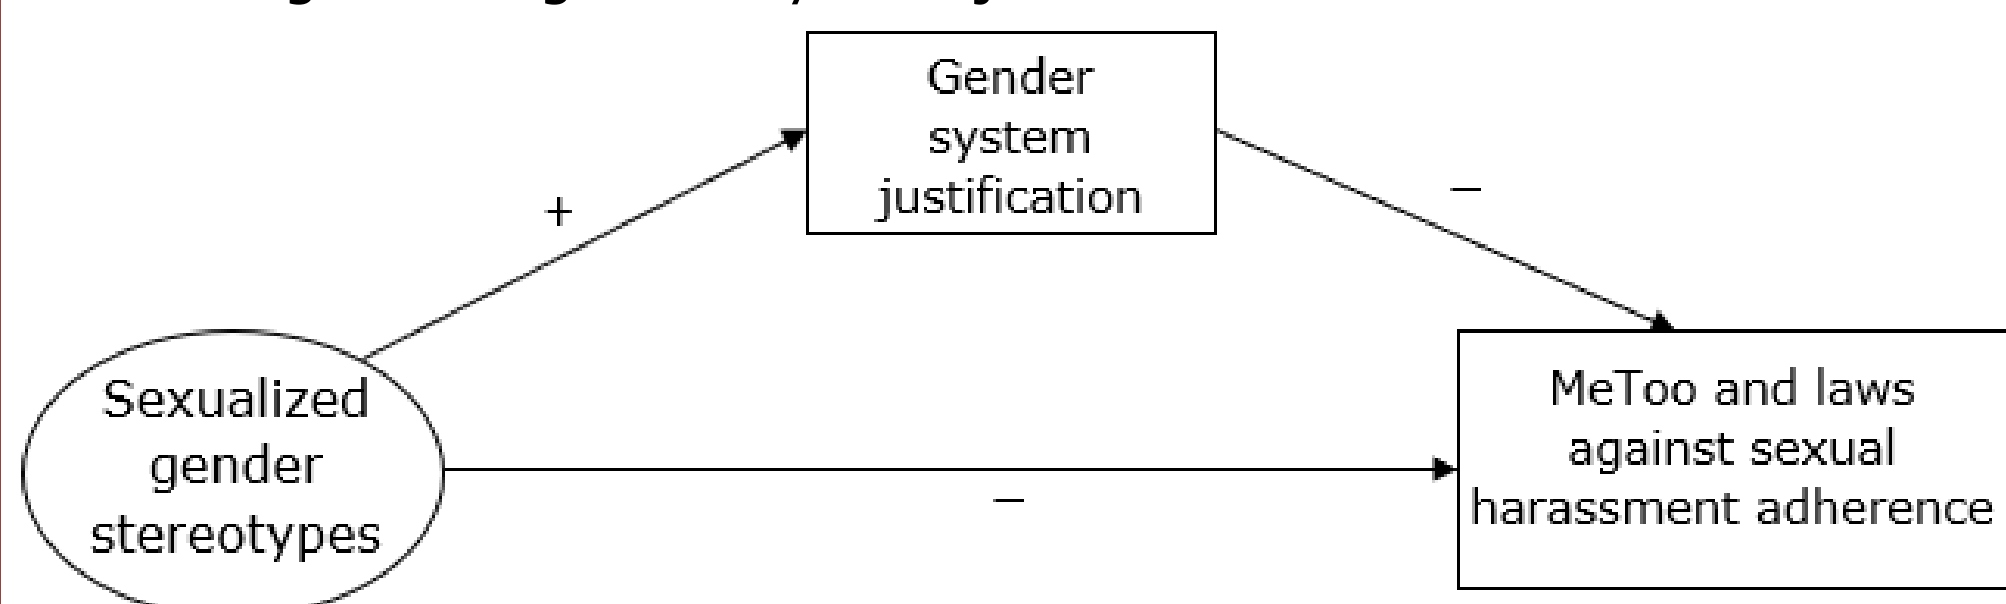 Gender
system
justification
+
–
Sexualized
gender
stereotypes
–
MeToo and laws
against sexual
harassment adherence